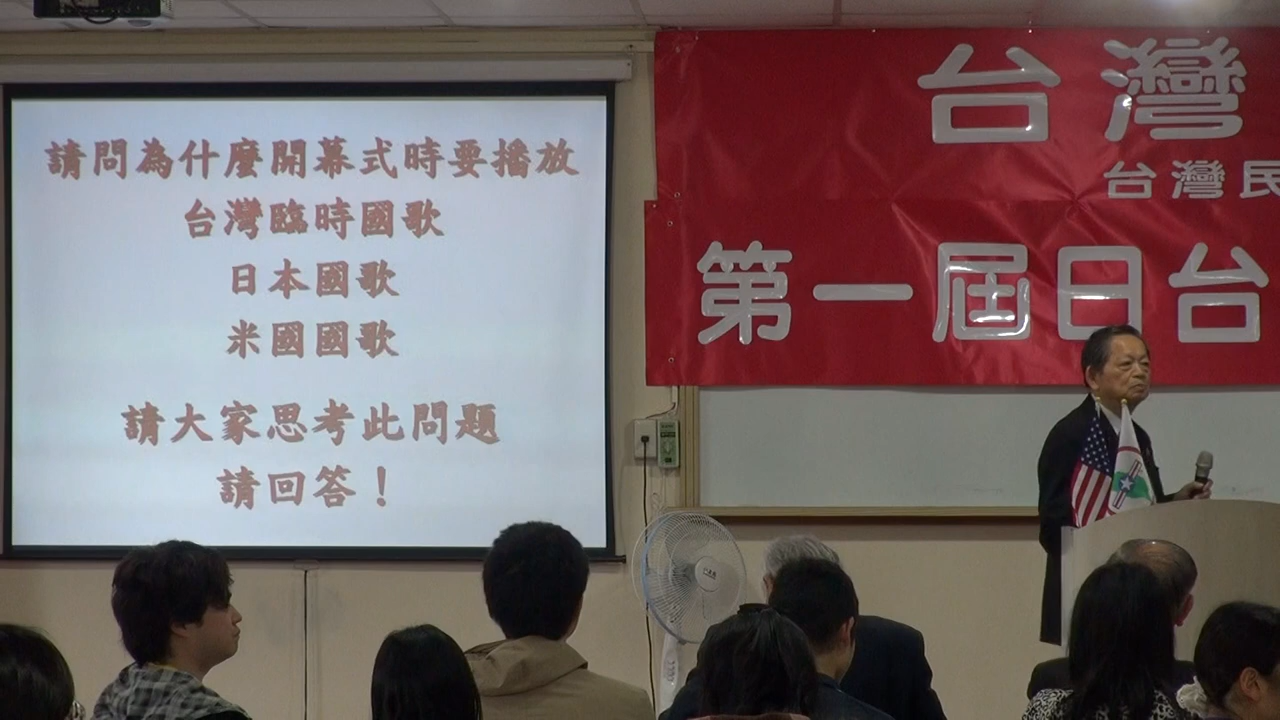 請問為什麼開幕式時要播放
台灣臨時國歌
日本國歌
米國國歌
請大家思考此問題
請回答！
台灣
台灣民
第一屆日台